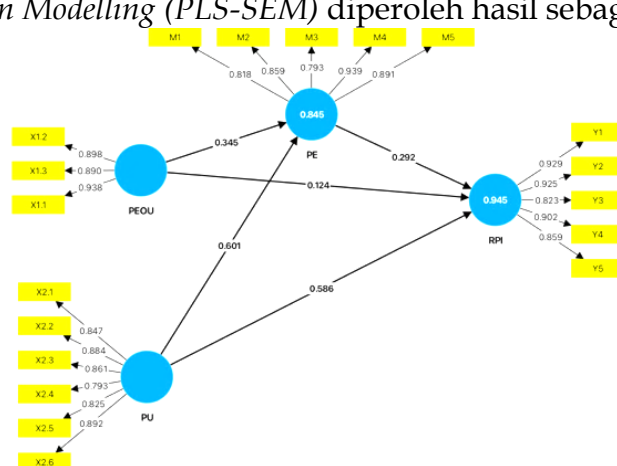 n Modelling (PLS-SEM) diperoleh hasil sebag
M1 M2 M3 M4 M5
0.818 0.859 0.793 0.939 0.891
0.845
PE
X1.2
X1.3
X1.1
0.898
0.890
0.938
PEOU
0.345
0.292
0.124
0.601
0.586
0.945
RPI
0.929
0.925
0.823
0.902
0.859
Y1
Y2
Y3
Y4
Y5
X2.1
X2.2
X2.3
X2.4
X2.5
X2.6
0.847
0.884
0.861
0.793
0.825
0.892
PU